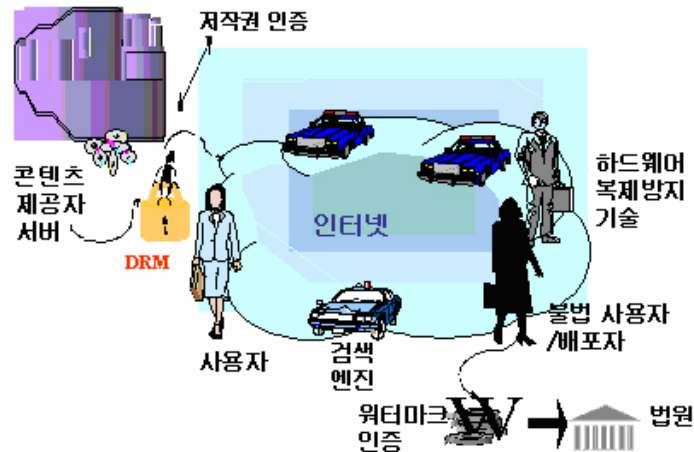 저작권 인증
콘텐츠
제공자
서버
DRM
인터넷
하드웨어
복제방지
기술
사용자
검색
엔진
불법 사용자
/배포자
워터마크
인증
W
법원